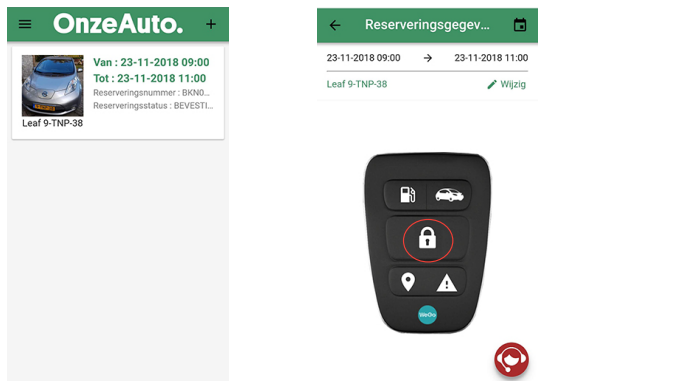 OnzeAuto.
Van : 23-11-2018 09:00
Tot : 23-11-2018 11:00
Reserveringsnummer : BKN0...
Reserveringsstatus : BEVESTI...
Leaf 9-TNP-38
Reserveringsgegev...
23-11-2018 09:00 → 23-11-2018 11:00
Leaf 9-TNP-38 Wijzig
WeGo